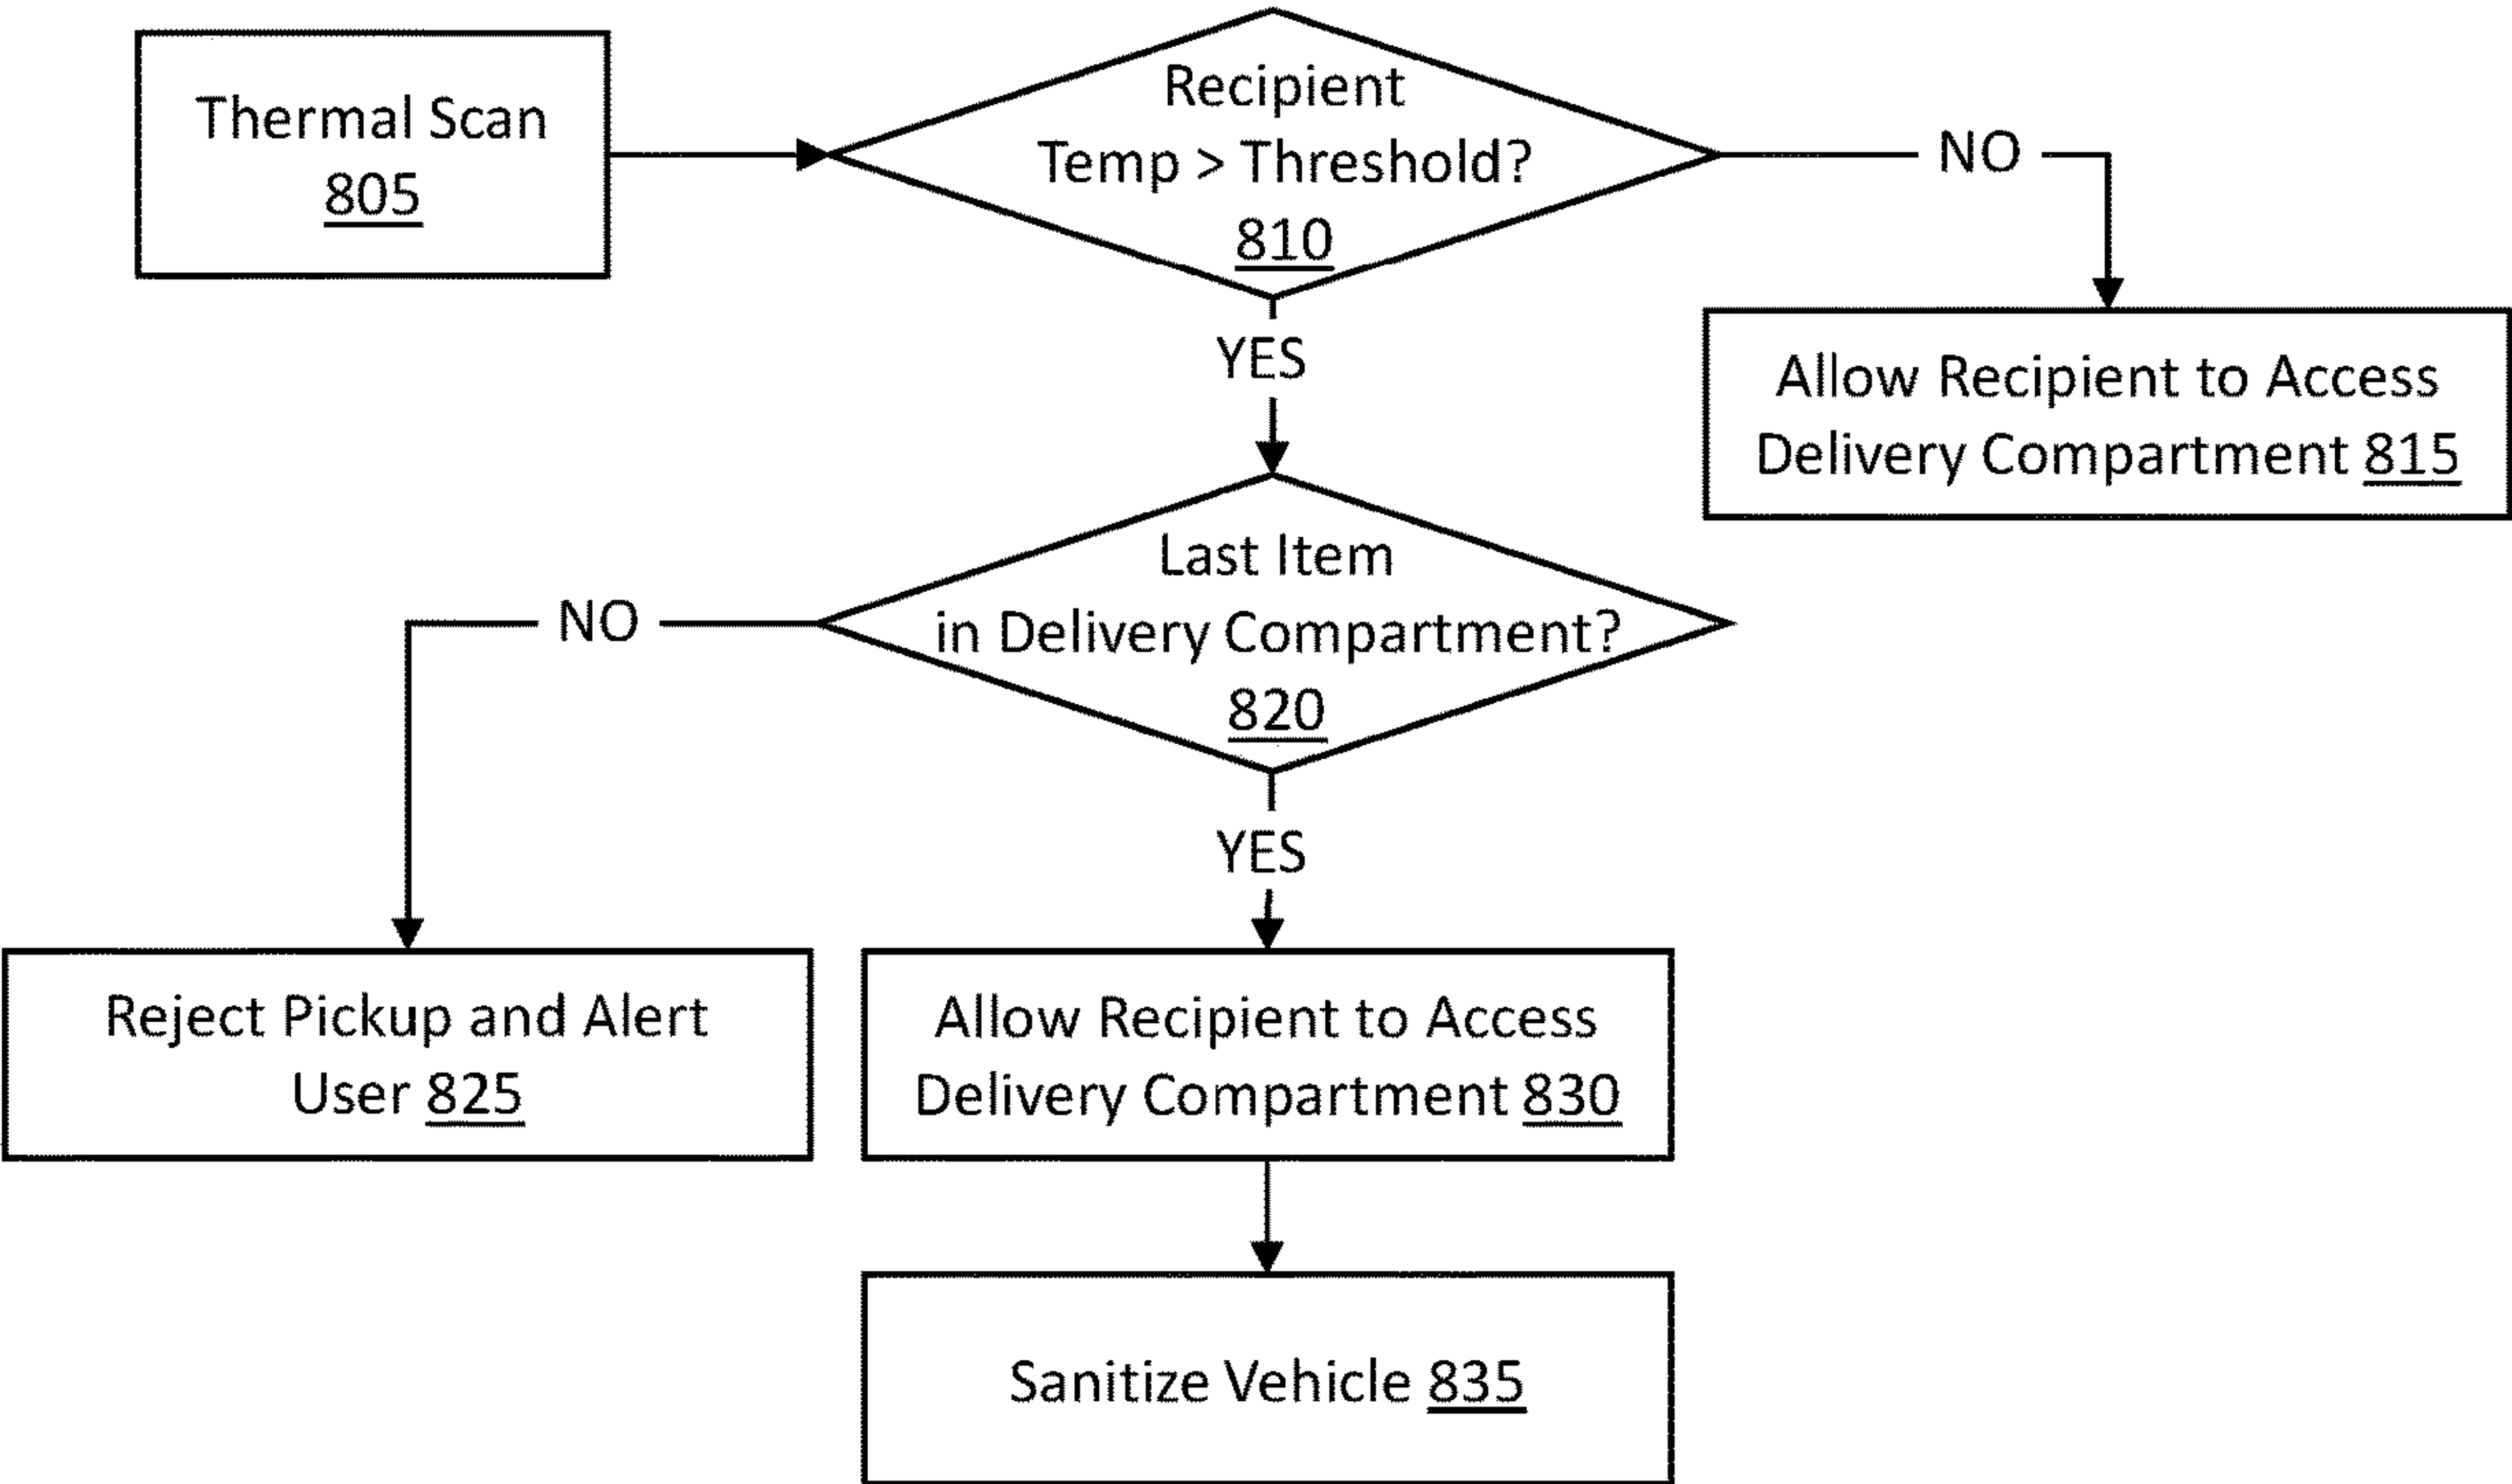 Thermal Scan
805
Recipient
Temp > Threshold?
810
NO
YES
Allow Recipient to Access
Delivery Compartment 815
Last Item
in Delivery Compartment?
820
NO
YES
Reject Pickup and Alert
User 825
Allow Recipient to Access
Delivery Compartment 830
Sanitize Vehicle 835